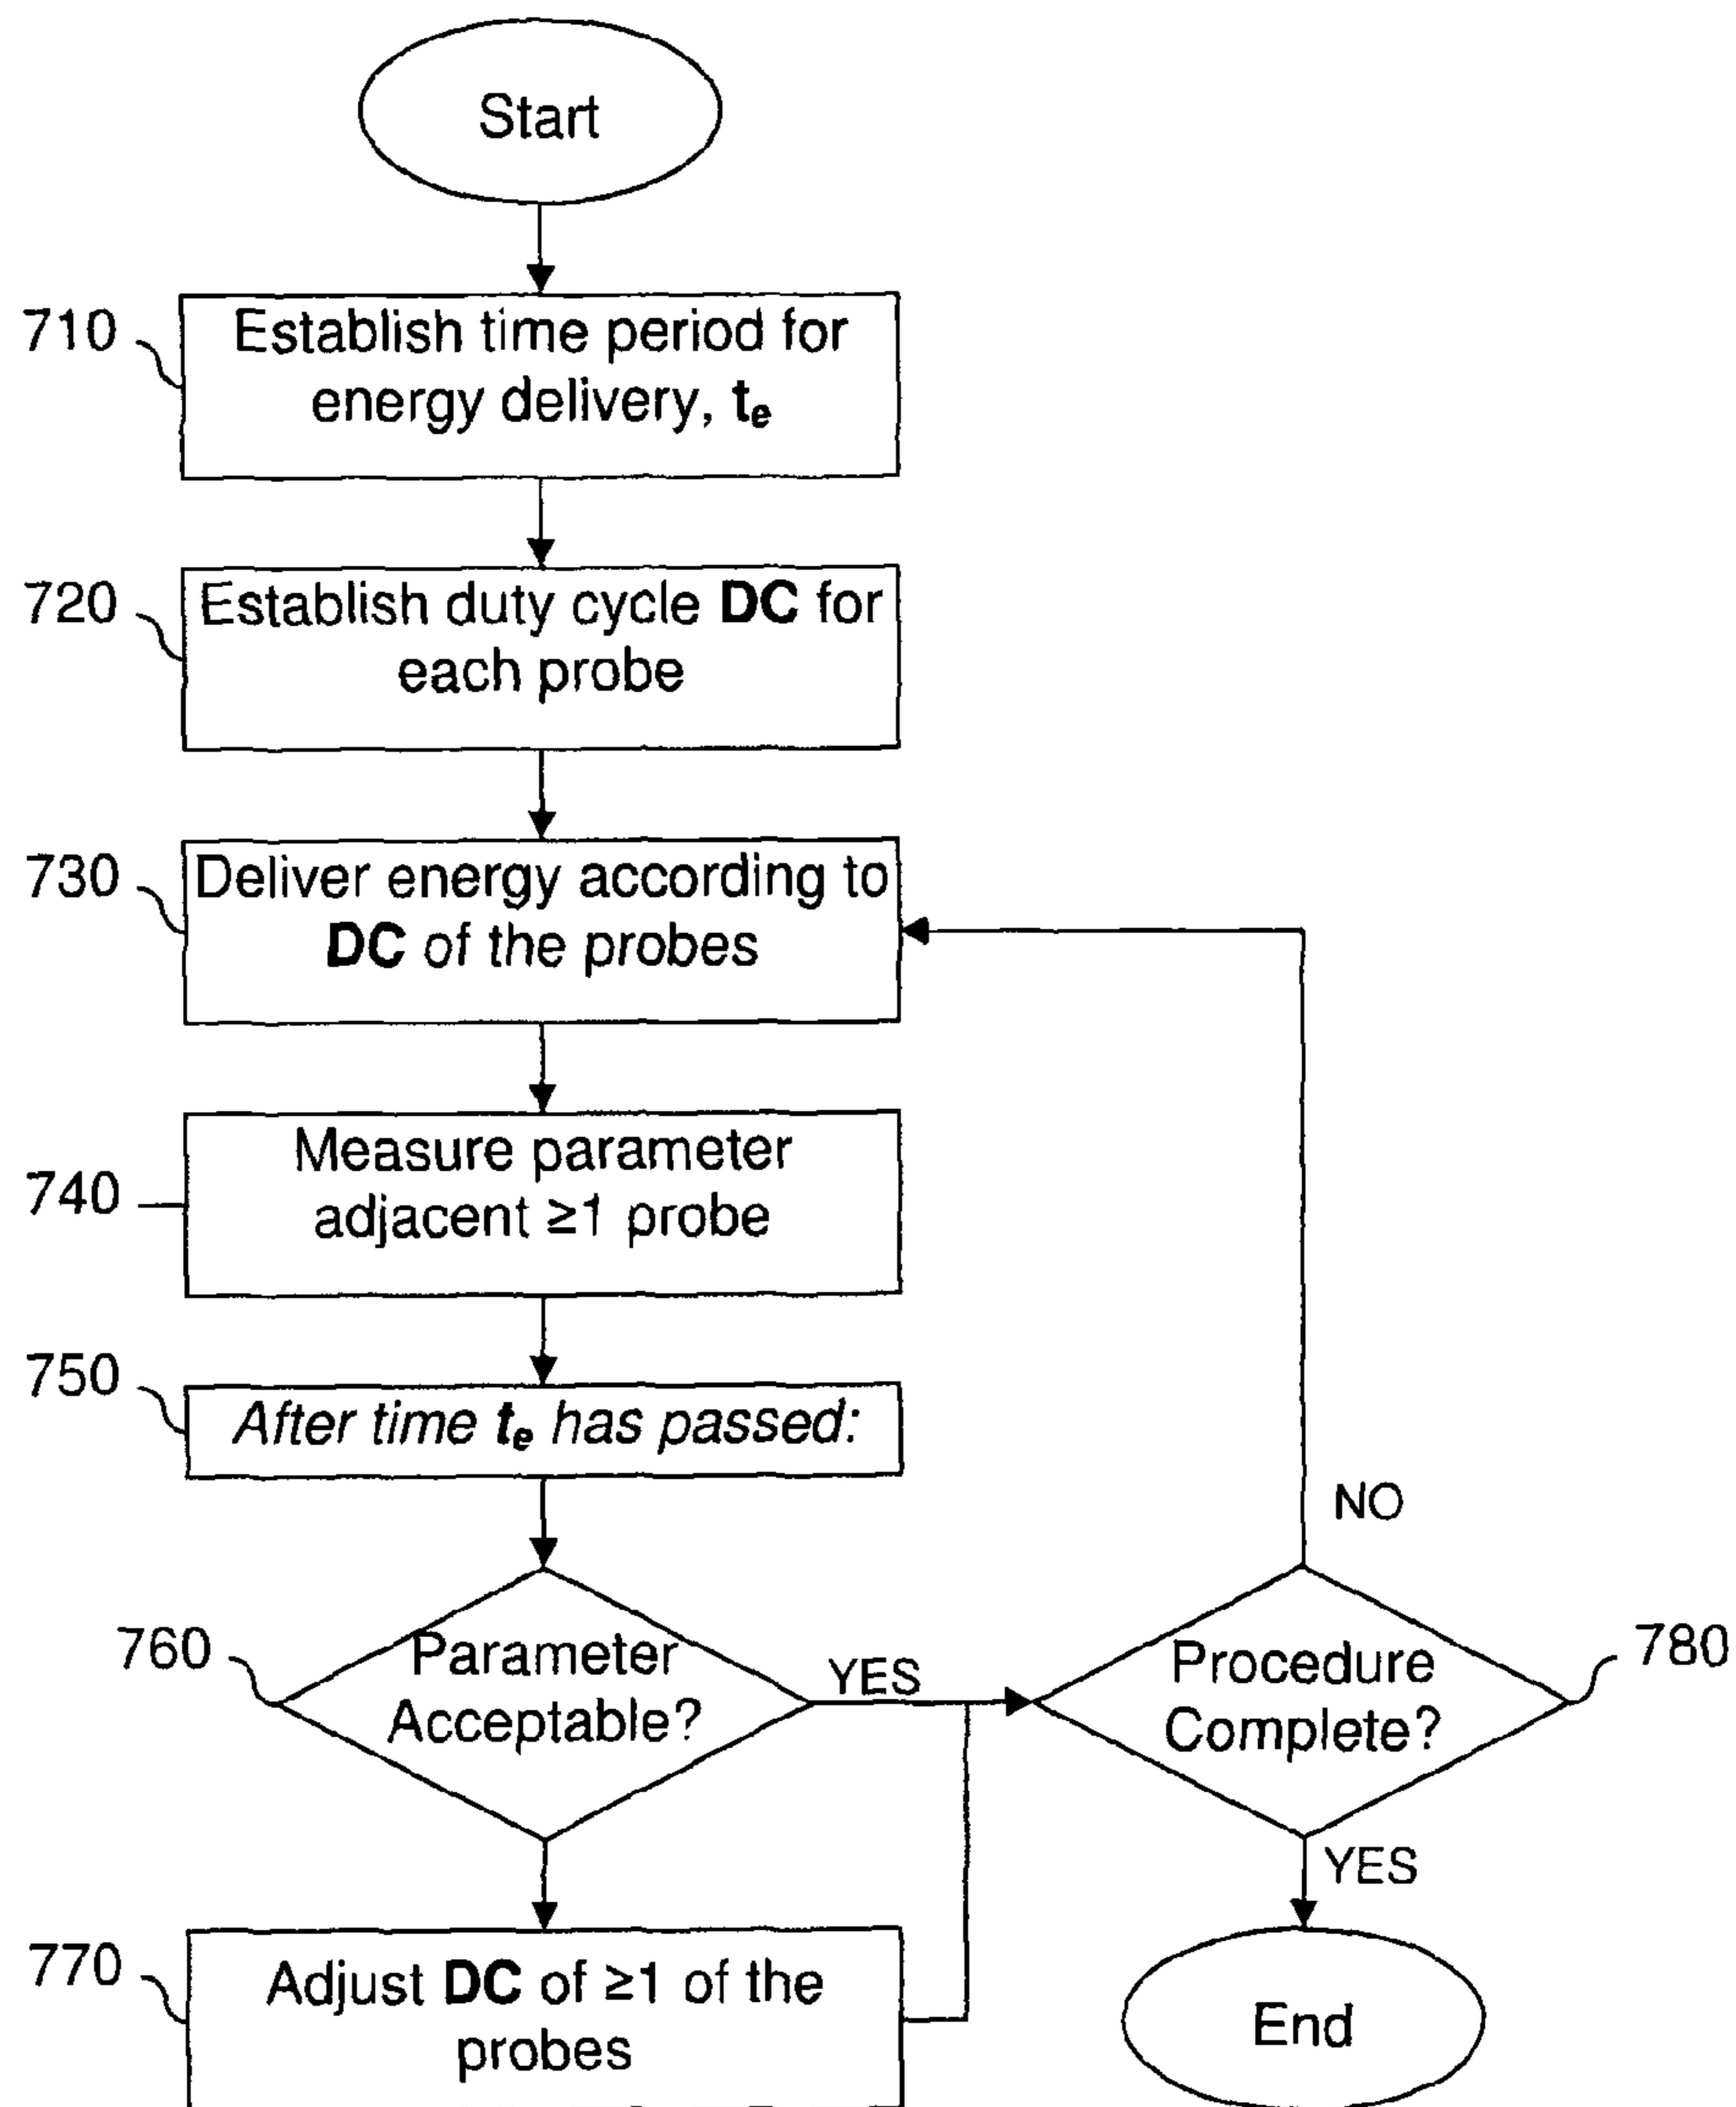 Start
710
Establish time period for
energy delivery, te
720
Establish duty cycle DC for
each probe
730
Deliver energy according to
DC of the probes
740
Measure parameter
adjacent ≥1 probe
750
After time te has passed:
NO
760
Parameter
Acceptable?
YES
Procedure
Complete?
780
YES
770
Adjust DC of ≥1 of the
probes
End